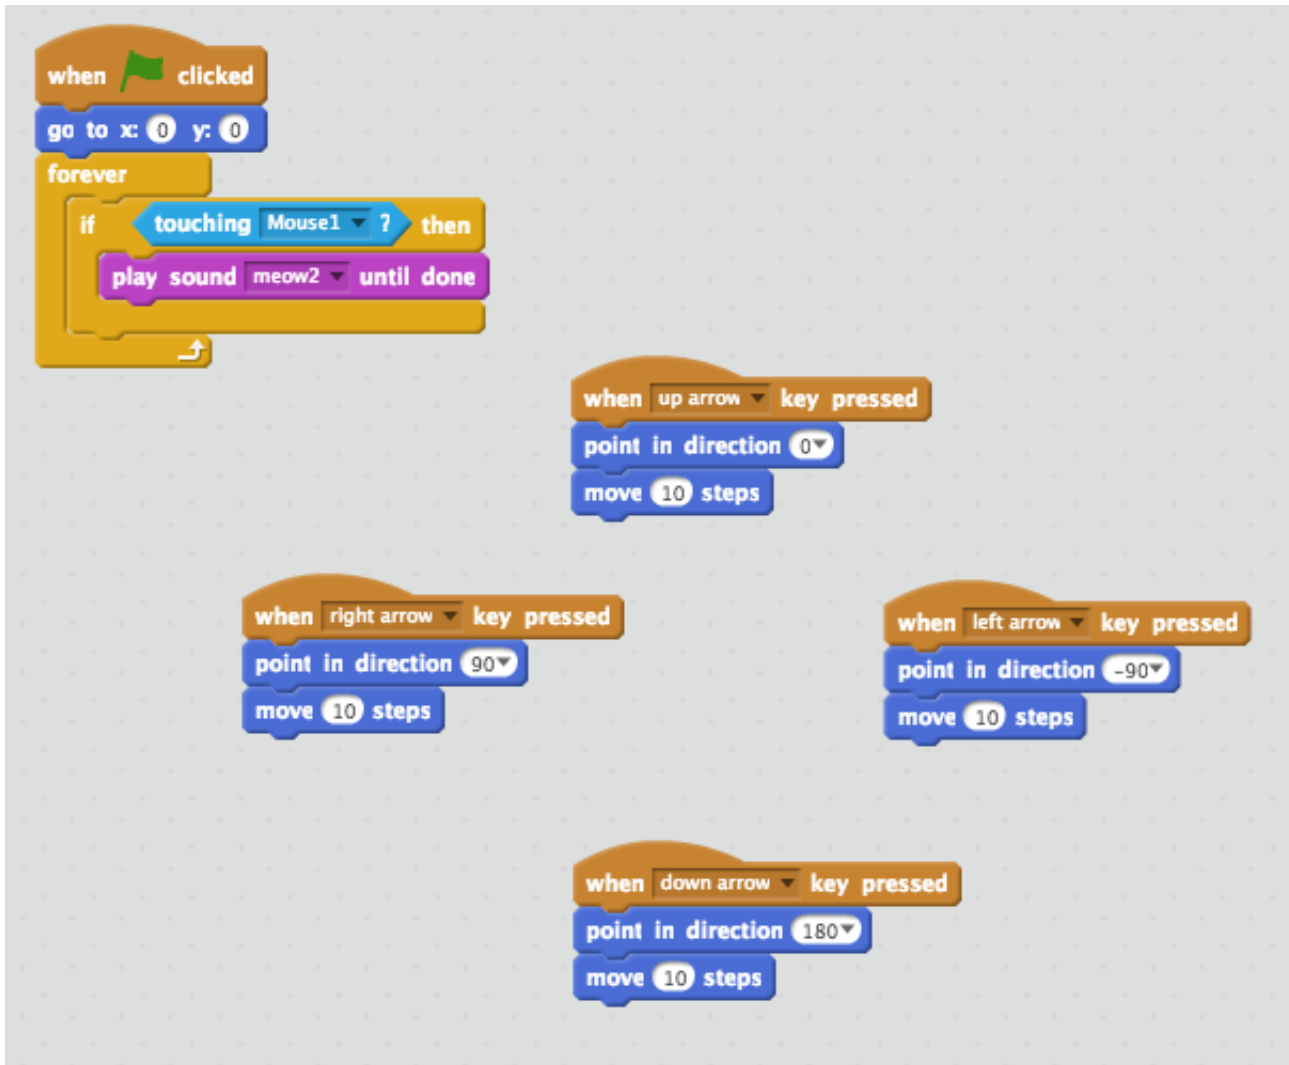 when clicked
go to x: 0 y: 0
forever
if touching Mouse1 ? then
play sound meow2 until done
when up arrow key pressed
point in direction 0
move 10 steps
when right arrow key pressed
point in direction 90
move 10 steps
when left arrow key pressed
point in direction -90
move 10 steps
when down arrow key pressed
point in direction 180
move 10 steps